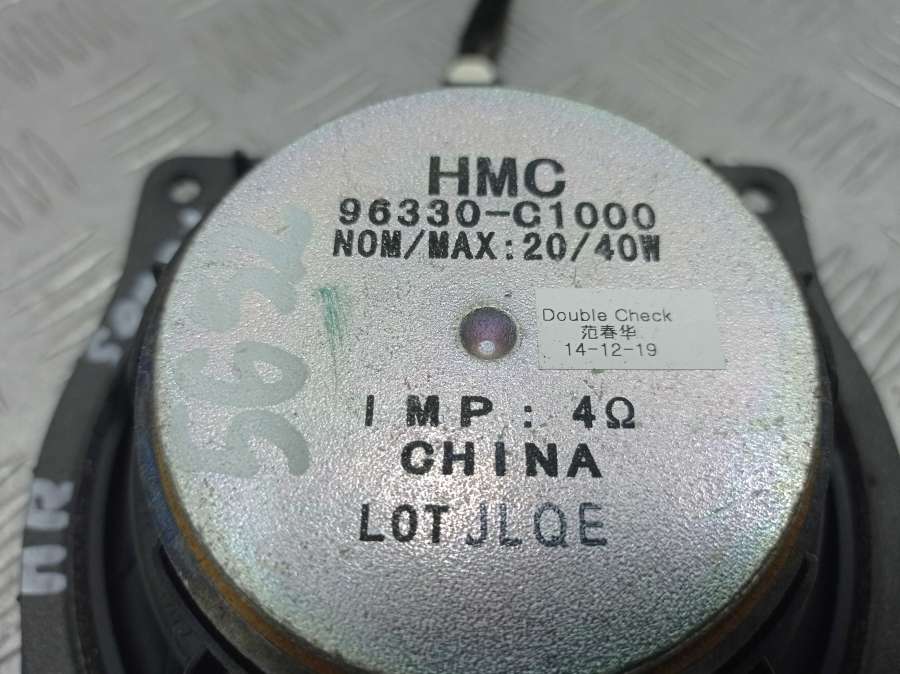 HMC
96330-C1000
NOM/MAX:20/40W
Double Check
范春华
14-12-19
IMP: 4Ω
CHINA
LOT JLQE